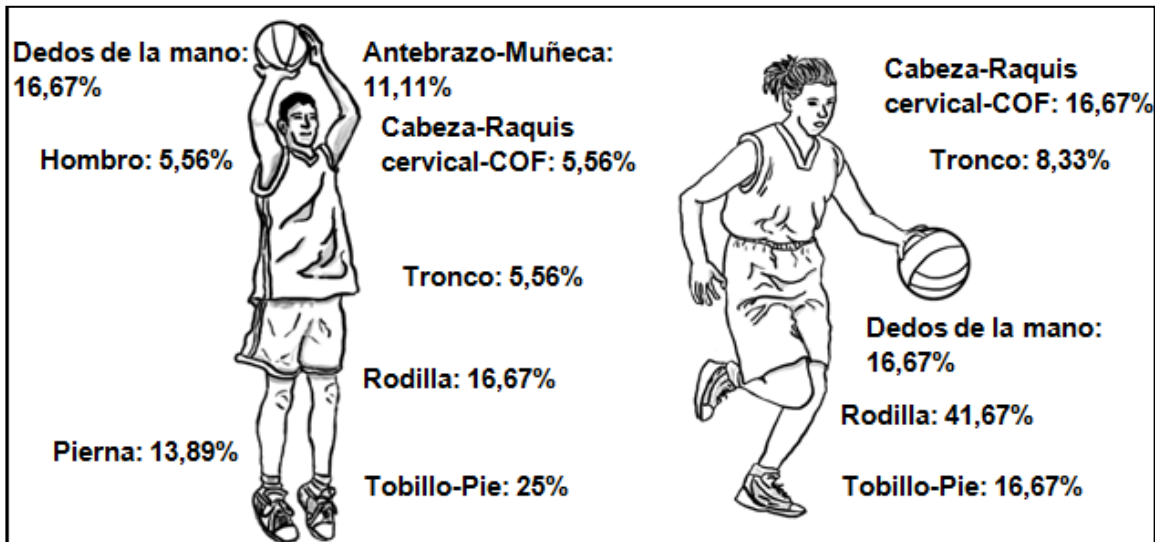 Dedos de la mano:
16,67%
Antebrazo-Muñeca:
11,11%
Hombro: 5,56%
Cabeza-Raquis
cervical-COF: 5,56%
Tronco: 5,56%
Rodilla: 16,67%
Pierna: 13,89%
Tobillo-Pie: 25%
Cabeza-Raquis
cervical-COF: 16,67%
Tronco: 8,33%
Dedos de la mano:
16,67%
Rodilla: 41,67%
Tobillo-Pie: 16,67%